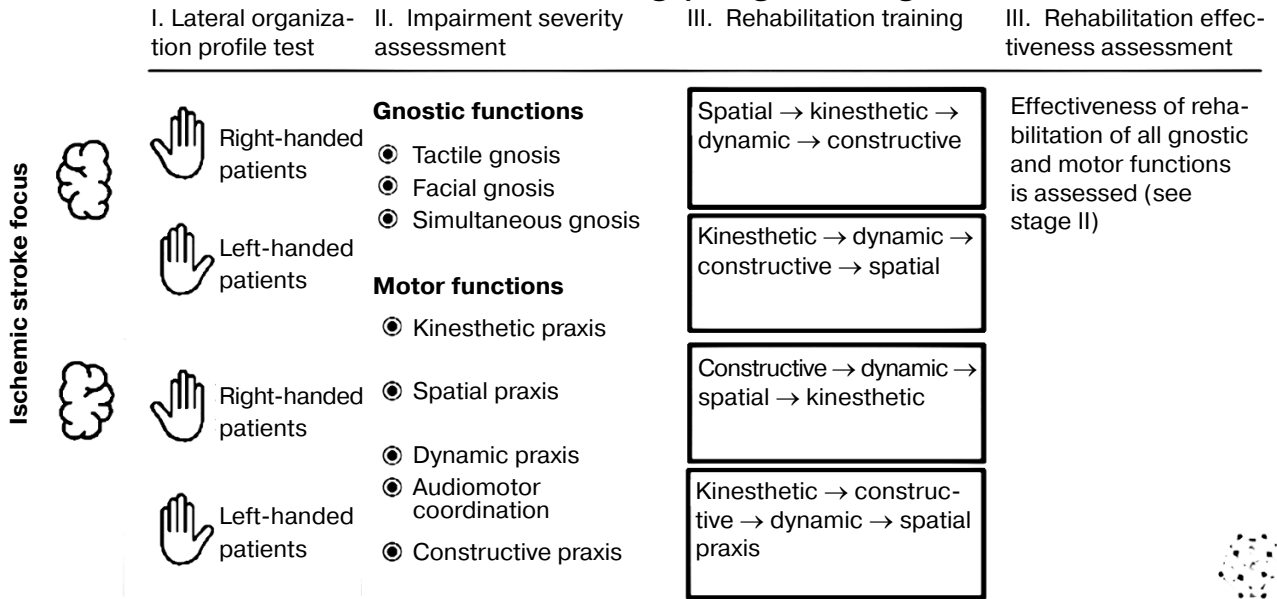 I. Lateral organiza-
tion profile test
II. Impairment severity
assessment
III. Rehabilitation training
III. Rehabilitation effec-
tiveness assessment
Ischemic stroke focus
Right-handed
patients
Left-handed
patients
Right-handed
patients
Left-handed
patients
Gnostic functions
Tactile gnosis
Facial gnosis
Simultaneous gnosis
Motor functions
Kinesthetic praxis
Spatial praxis
Dynamic praxis
Audiomotor
coordination
Constructive praxis
Spatial → kinesthetic →
dynamic → constructive
Kinesthetic → dynamic →
constructive → spatial
Constructive → dynamic →
spatial → kinesthetic
Kinesthetic → construc-
tive → dynamic → spatial
praxis
Effectiveness of reha-
bilitation of all gnostic
and motor functions
is assessed (see
stage II)